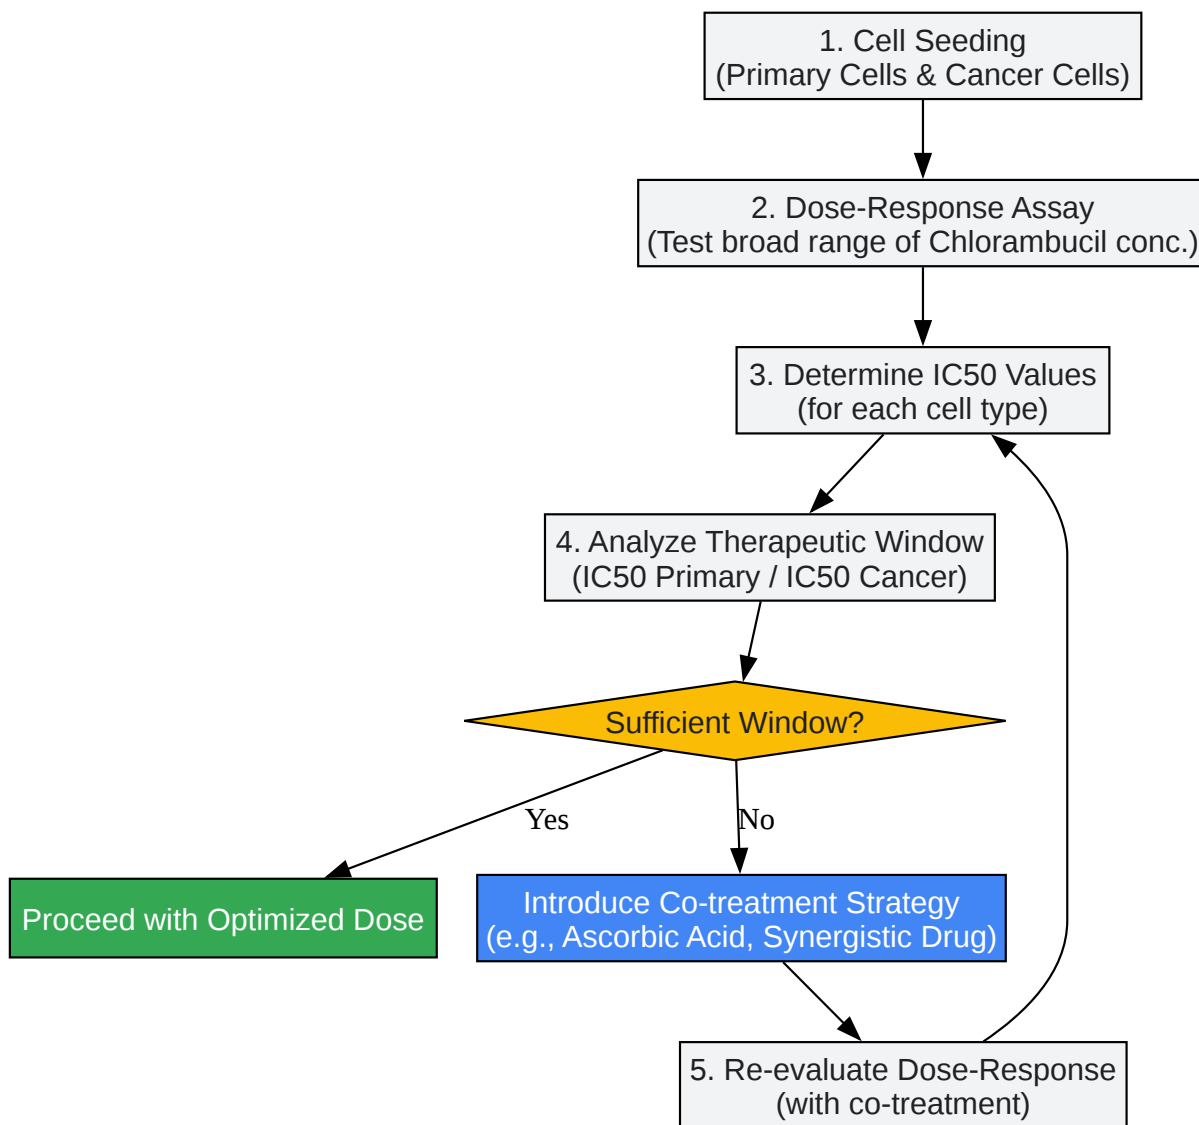 1. Cell Seeding
(Primary Cells & Cancer Cells)
2. Dose-Response Assay
(Test broad range of Chlorambucil conc.)
3. Determine IC50 Values
(for each cell type)
4. Analyze Therapeutic Window
(IC50 Primary / IC50 Cancer)
Sufficient Window?
Yes
No
Proceed with Optimized Dose
Introduce Co-treatment Strategy
(e.g., Ascorbic Acid, Synergistic Drug)
5. Re-evaluate Dose-Response
(with co-treatment)